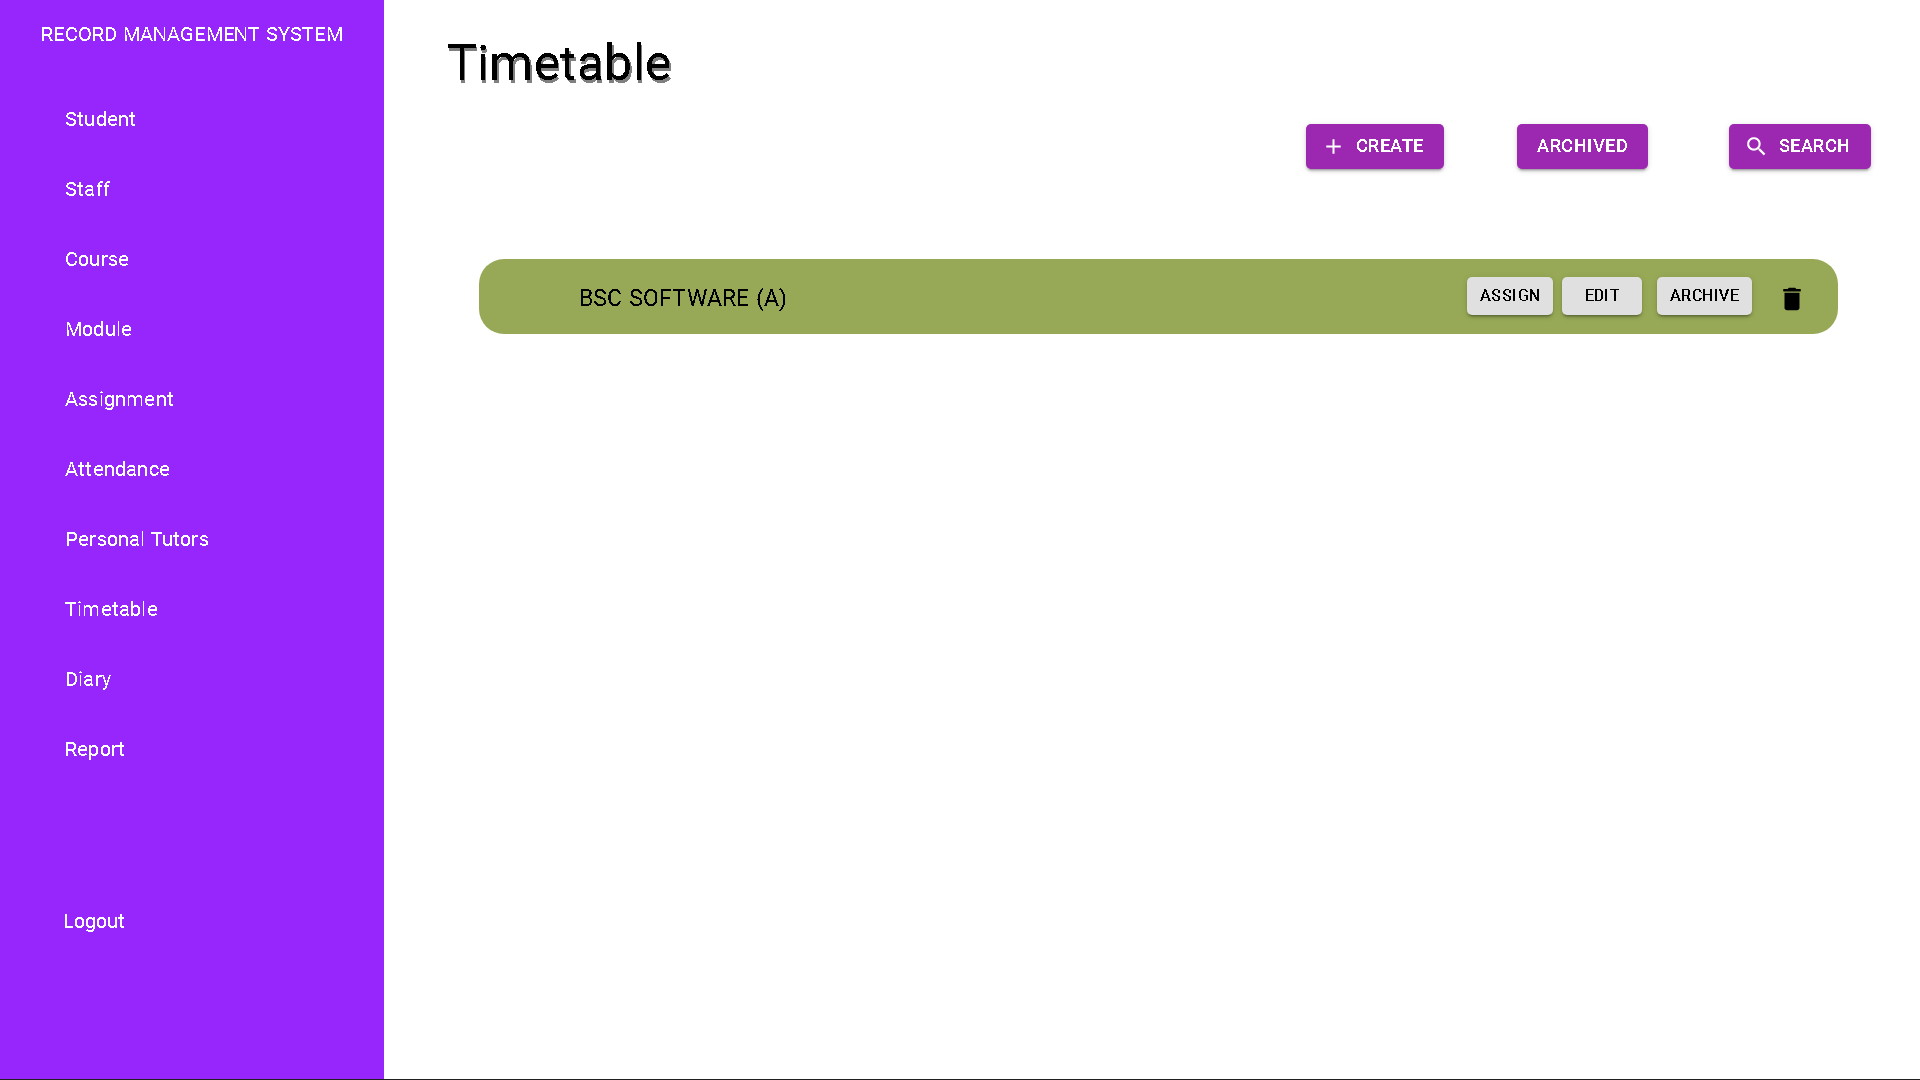 RECORD MANAGEMENT SYSTEM
Student
Staff
Course
Module
Assignment
Attendance
Personal Tutors
Timetable
Diary
Report
Logout
Timetable
CREATE
ARCHIVED
SEARCH
BSC SOFTWARE (A)
ASSIGN
EDIT
ARCHIVE